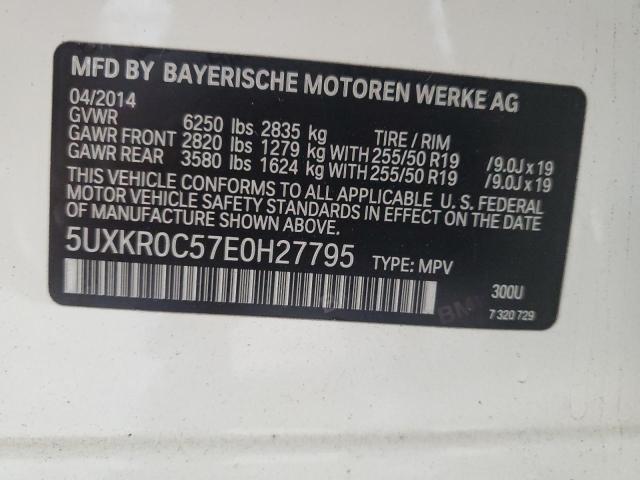 MFD BY BAYERISCHE MOTOREN WERKE AG
04/2014
GVWR 6250 lbs 2835 kg TIRE / RIM
GAWR FRONT 2820 lbs 1279 kg WITH 255/50 R19 /9.0J x 19
GAWR REAR 3580 lbs 1624 kg WITH 255/50 R19 /9.0J x 19
THIS VEHICLE CONFORMS TO ALL APPLICABLE U. S. FEDERAL
MOTOR VEHICLE SAFETY STANDARDS IN EFFECT ON THE DATE
OF MANUFACTURE SHOWN ABOVE.
5UXKR0C57E0H27795 TYPE: MPV 300U
7 320 729